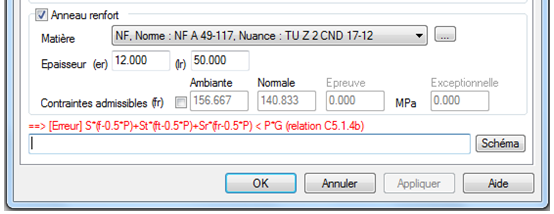 Anneau renfort
Matière NF, Norme : NF A 49-117, Nuance : TU Z 2 CND 17-12 ...
Epaisseur (er) 12.000 (lr) 50.000
Ambiante Normale Epreuve Exceptionnelle
Contraintes admissibles (fr) 156.667 140.833 0.000 MPa 0.000
==> [Erreur] S*(f-0.5*P)+St*(ft-0.5*P)+Sr*(fr-0.5*P) < P*G (relation C5.1.4b)
Schéma
OK Annuler Appliquer Aide